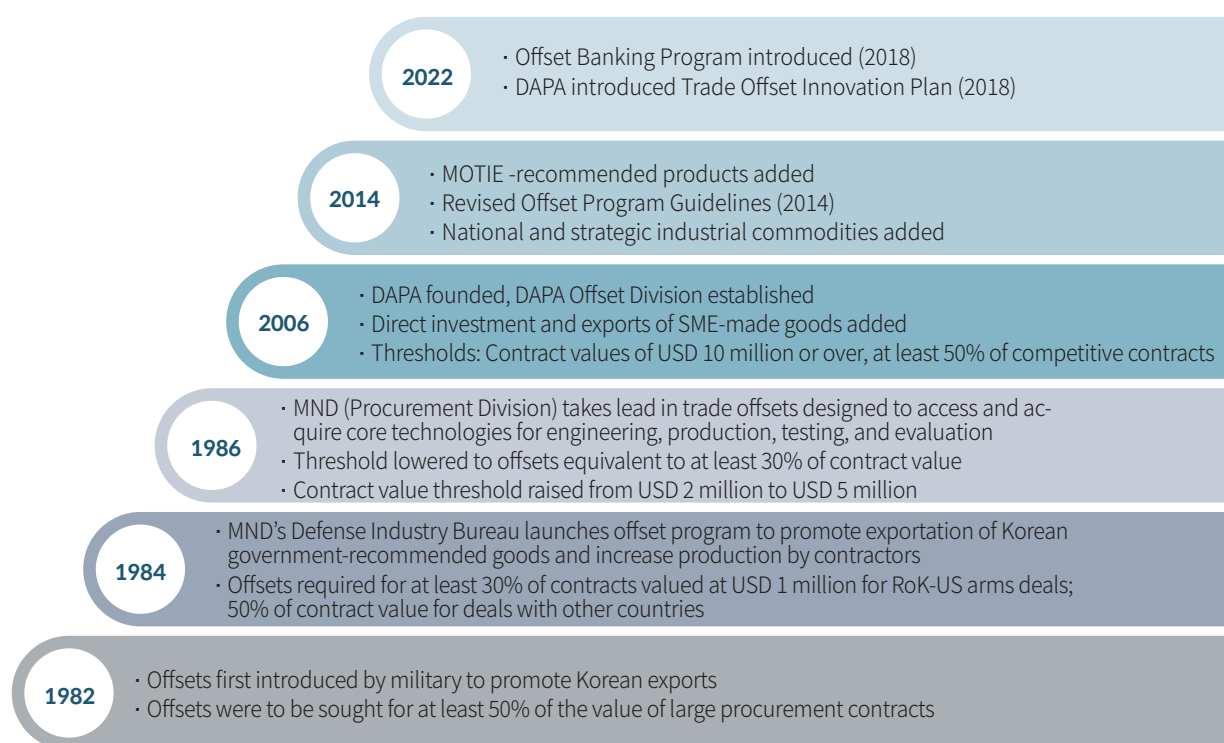 2022
· Offset Banking Program introduced (2018)
· DAPA introduced Trade Offset Innovation Plan (2018)
2014
· MOTIE -recommended products added
· Revised Offset Program Guidelines (2014)
· National and strategic industrial commodities added
2006
· DAPA founded, DAPA Offset Division established
· Direct investment and exports of SME-made goods added
· Thresholds: Contract values of USD 10 million or over, at least 50% of competitive contracts
1986
· MND (Procurement Division) takes lead in trade offsets designed to access and ac-
quire core technologies for engineering, production, testing, and evaluation
· Threshold lowered to offsets equivalent to at least 30% of contract value
· Contract value threshold raised from USD 2 million to USD 5 million
1984
· MND’s Defense Industry Bureau launches offset program to promote exportation of Korean
government-recommended goods and increase production by contractors
· Offsets required for at least 30% of contracts valued at USD 1 million for RoK-US arms deals;
50% of contract value for deals with other countries
1982
· Offsets first introduced by military to promote Korean exports
· Offsets were to be sought for at least 50% of the value of large procurement contracts